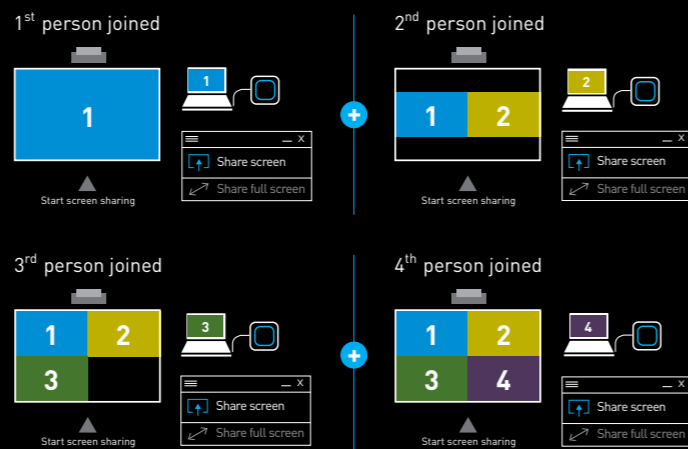 1st person joined
1
1
x
Share screen
Share full screen
Start screen sharing
2nd person joined
1 2
2
x
Share screen
Share full screen
Start screen sharing
3rd person joined
1 2
3
3
x
Share screen
Share full screen
Start screen sharing
4th person joined
1 2
3 4
4
x
Share screen
Share full screen
Start screen sharing